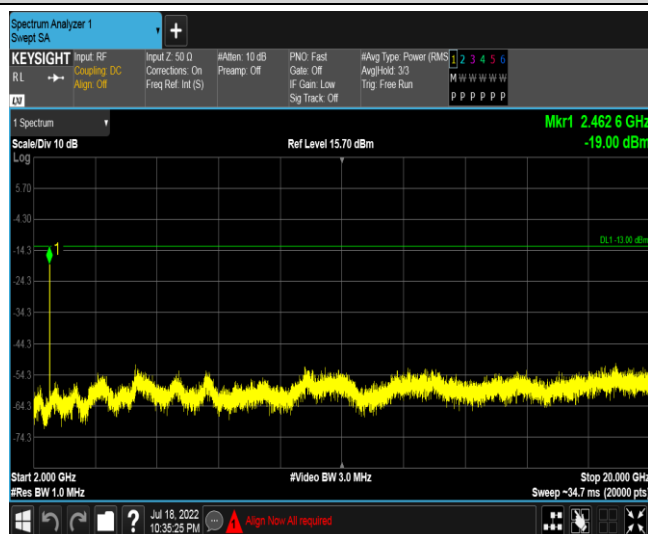 Spectrum Analyzer 1
Swept SA
+
KEYSIGHT
RL
LXI
Input: RF
Coupling: DC
Align: Off
Input Z: 50 Ω
Corrections: On
Freq Ref: Int (S)
#Atten: 10 dB
Preamp: Off
PNO: Fast
Gate: Off
IF Gain: Low
Sig Track: Off
#Avg Type: Power (RMS
Avg|Hold: 3/3
Trig: Free Run
1 2 3 4 5 6
M W W W W W
P P P P P P
1 Spectrum
Mkr1 2.462 6 GHz
Scale/Div 10 dB
Ref Level 15.70 dBm
-19.00 dBm
Log
5.70
-4.30
DL1 -13.00 dBm
-14.3
1
-24.3
-34.3
-44.3
-54.3
-64.3
-74.3
Start 2.000 GHz
#Video BW 3.0 MHz
Stop 20.000 GHz
#Res BW 1.0 MHz
Sweep ~34.7 ms (20000 pts)
?
Jul 18, 2022
10:35:25 PM
Align Now All required